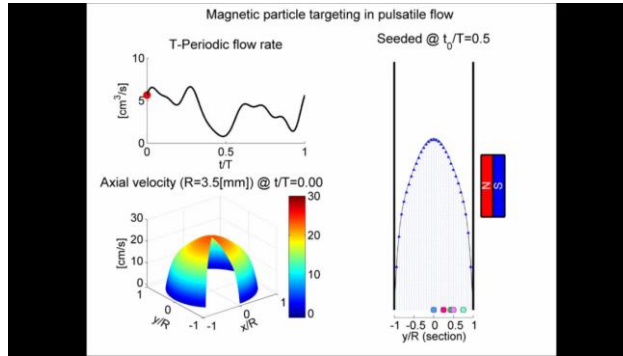 Magnetic particle targeting in pulsatile flow
T-Periodic flow rate
10
5
0
[cm³/s]
0
0.5
1
t/T
Axial velocity (R=3.5[mm]) @ t/T=0.00
30
20
10
0
[cm/s]
1
0
-1
y/R
-1
0
1
x/R
30
20
10
0
Seeded @ t₀/T=0.5
N
S
-1
-0.5
0
0.5
1
y/R (section)